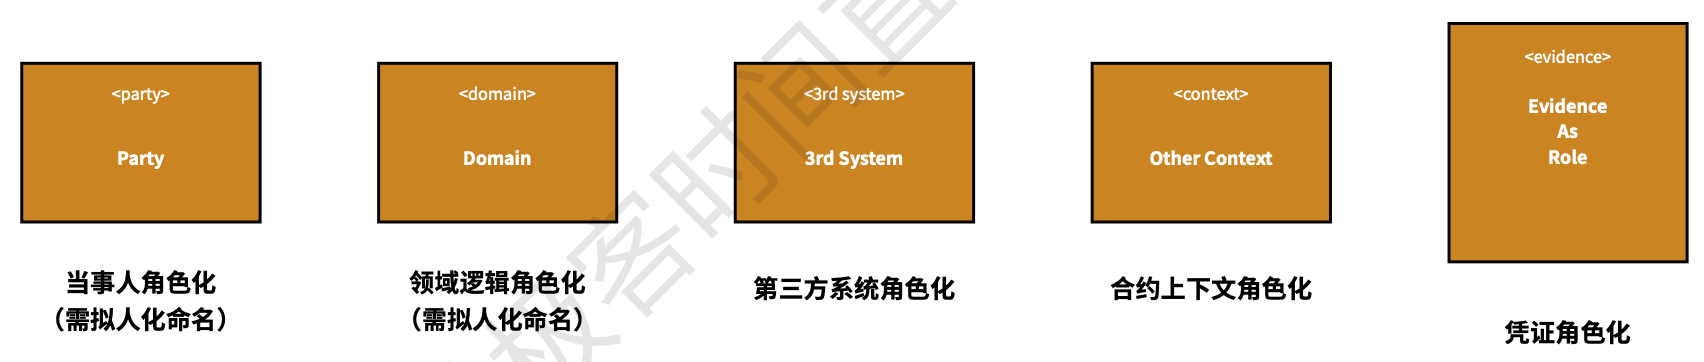 <party>
Party
当事人角色化
（需拟人化命名）
<domain>
Domain
领域逻辑角色化
（需拟人化命名）
<3rd system>
3rd System
第三方系统角色化
<context>
Other Context
合约上下文角色化
<evidence>
Evidence
As
Role
凭证角色化
极客时间